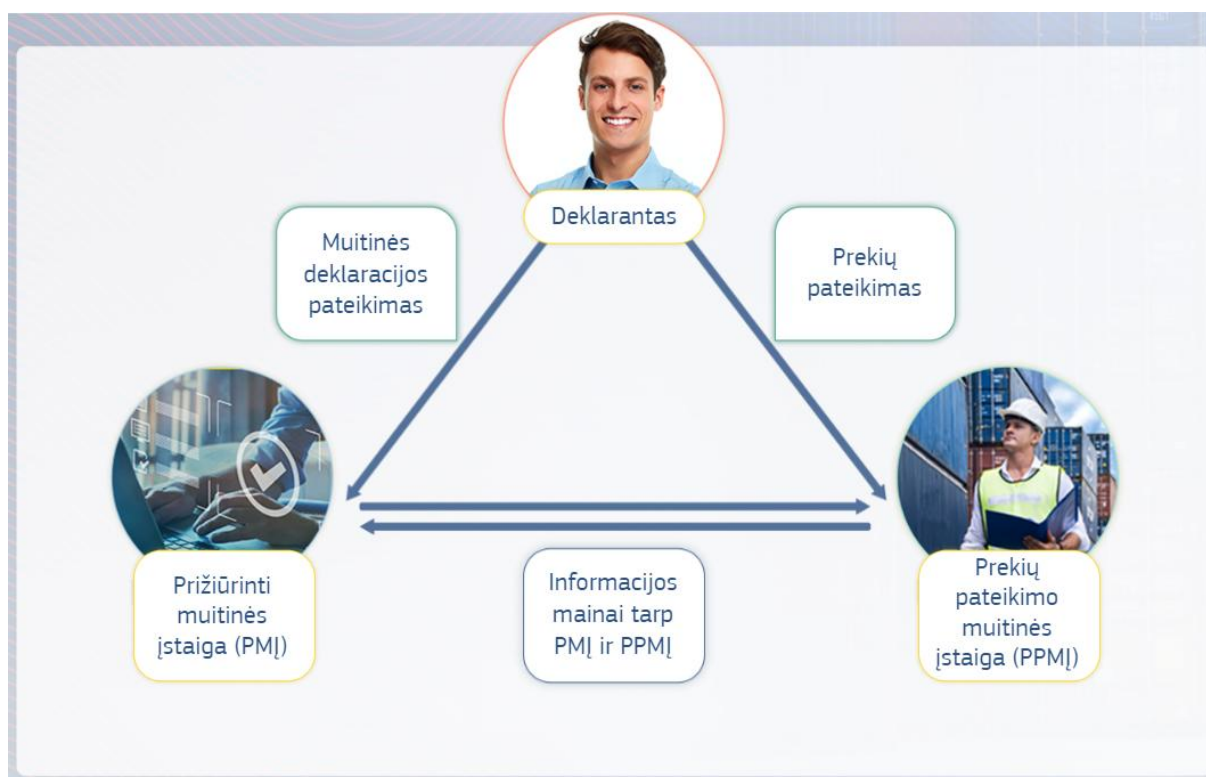 Deklarantas
Muitinės
deklaracijos
pateikimas
Prekių
pateikimas
Prižiūrinti
muitinės
įstaiga (PMĮ)
Informacijos
mainai tarp
PMĮ ir PPMĮ
Prekių
pateikimo
muitinės
įstaiga (PPMĮ)